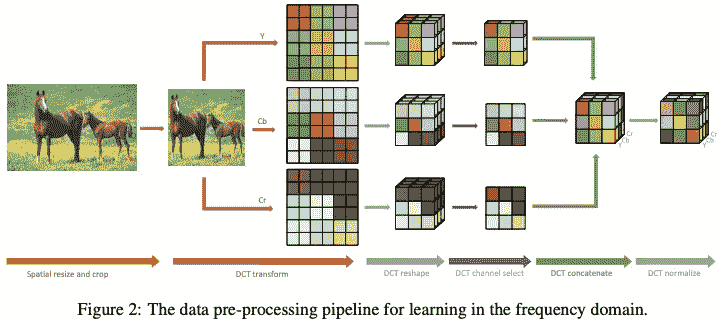 Y
Cb
Cr
Y Cb Cr
Y Cb Cr
Spatial resize and crop
DCT transform
DCT reshape
DCT channel select
DCT concatenate
DCT normalize
Figure 2: The data pre-processing pipeline for learning in the frequency domain.